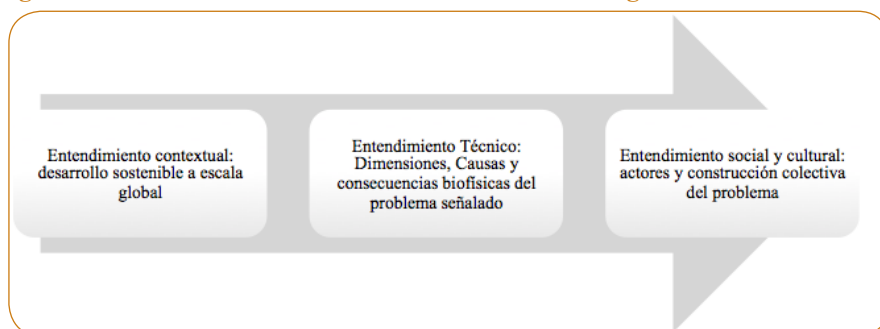 Entendimiento contextual:
desarrollo sostenible a escala
global
Entendimiento Técnico:
Dimensiones, Causas y
consecuencias biofísicas del
problema señalado
Entendimiento social y cultural:
actores y construcción colectiva
del problema